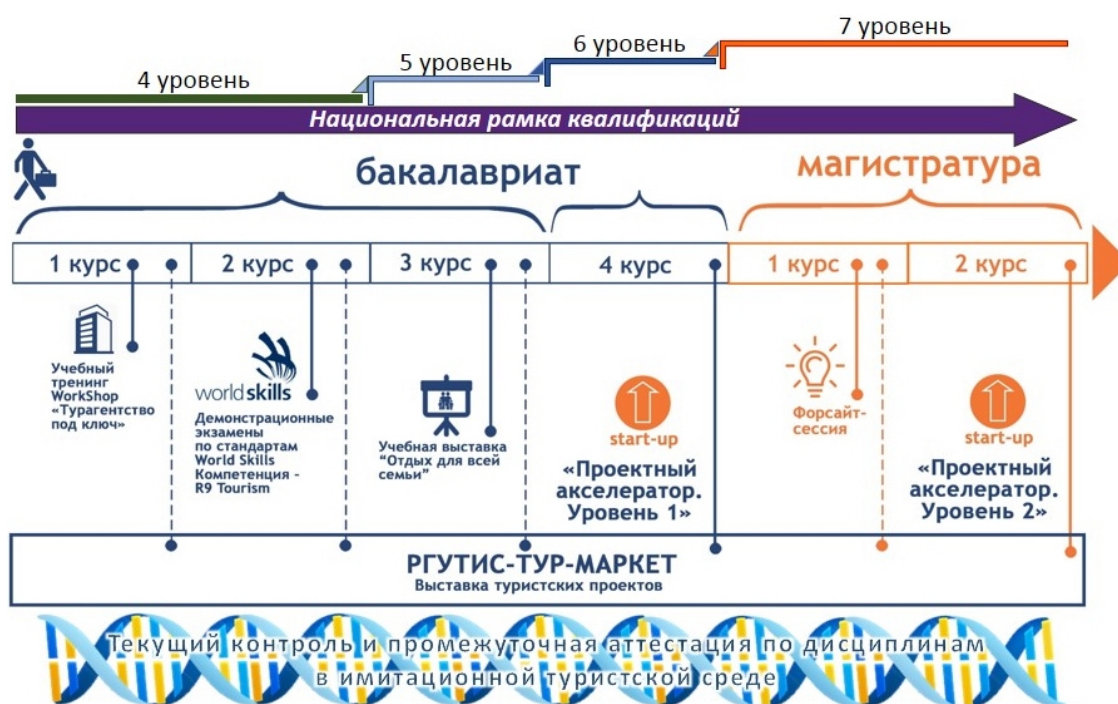 4 уровень
5 уровень
6 уровень
7 уровень
Национальная рамка квалификаций
бакалавриат
магистратура
1 курс
2 курс
3 курс
4 курс
1 курс
2 курс
Учебный
тренинг
WorkShop
«Турагентство
под ключ»
worldskills
Демонстрационные
экзамены
по стандартам
World Skills
Компетенция -
R9 Tourism
Учебная выставка
“Отдых для всей
семьи”
start-up
«Проектный
акселератор.
Уровень 1»
Форсайт-
сессия
start-up
«Проектный
акселератор.
Уровень 2»
РГУТИС-ТУР-МАРКЕТ
Выставка туристских проектов
Текущий контроль и промежуточная аттестация по дисциплинам
в имитационной туристской среде